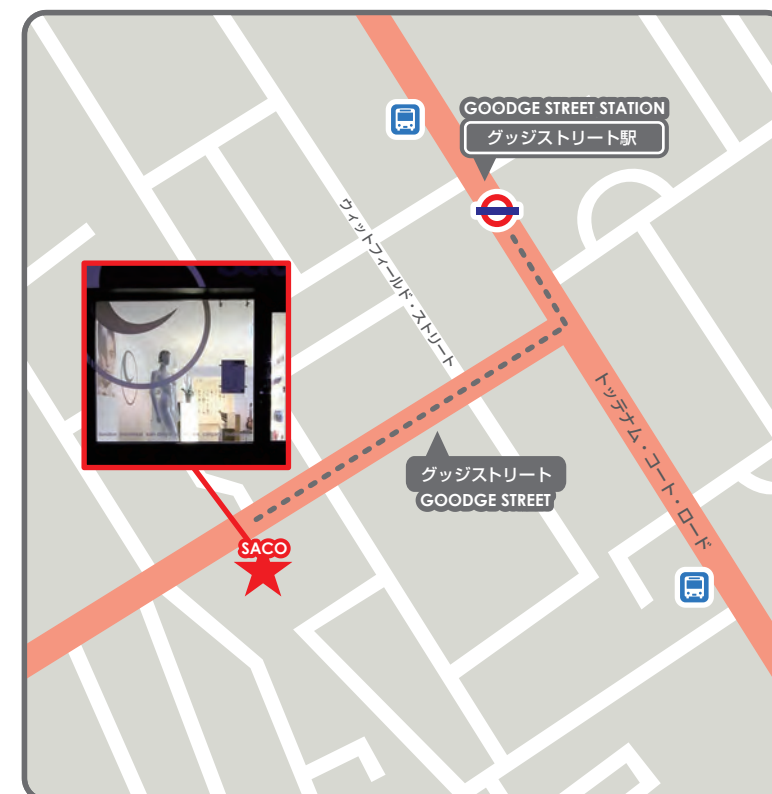 GOODGE STREET STATION
グッジストリート駅
ウィットフィールド・ストリート
トッテナム・コート・ロード
グッジストリート
GOODGE STREET
SACO